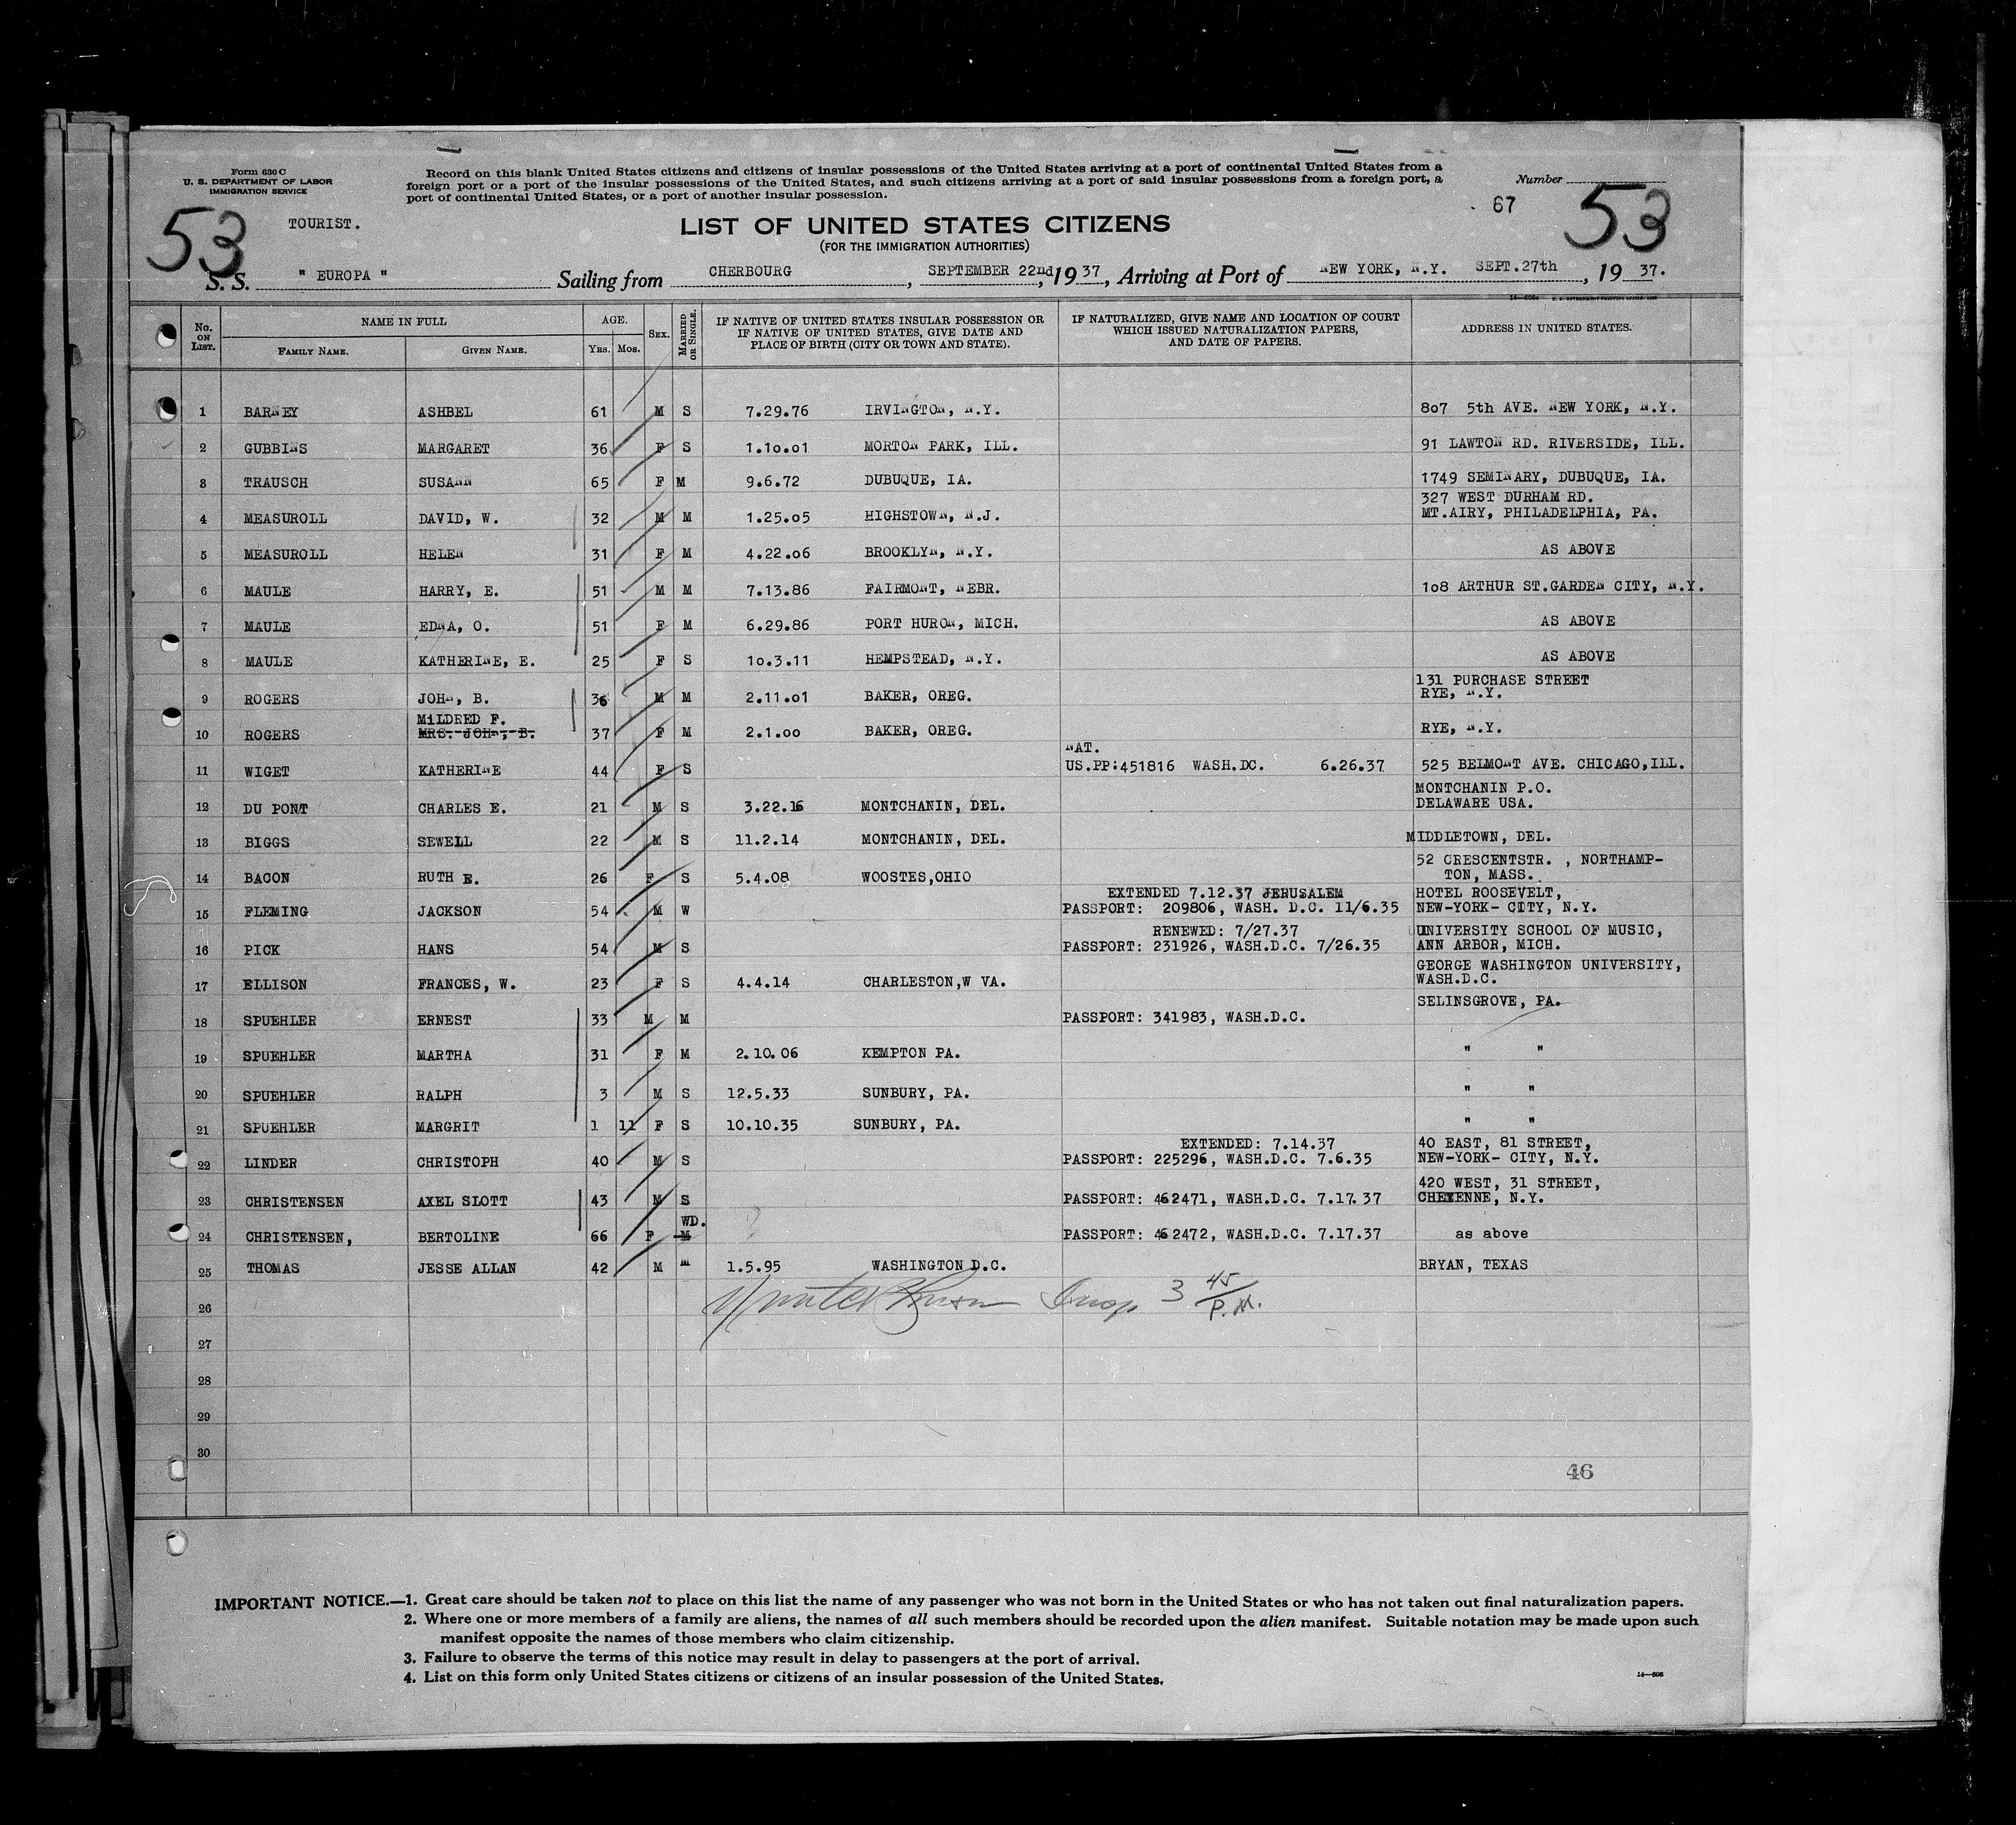 Form 630 C
U. S. DEPARTMENT OF LABOR
IMMIGRATION SERVICE
Record on this blank United States citizens and citizens of insular possessions of the United States arriving at a port of continental United States from a
foreign port or a port of the insular possessions of the United States, and such citizens arriving at a port of said insular possessions from a foreign port, a
port of continental United States, or a port of another insular possession.
Number
67
53
53
TOURIST.
LIST OF UNITED STATES CITIZENS
(FOR THE IMMIGRATION AUTHORITIES)
S. S. " EUROPA " Sailing from CHERBOURG, SEPTEMBER 22nd, 1937, Arriving at Port of NEW YORK, N.Y. SEPT.27th, 19 37.
No. ON LIST. NAME IN FULL FAMILY NAME. GIVEN NAME. AGE. YRS. MOS. SEX. MARRIED OR SINGLE. IF NATIVE OF UNITED STATES INSULAR POSSESSION OR IF NATIVE OF UNITED STATES, GIVE DATE AND PLACE OF BIRTH (CITY OR TOWN AND STATE). IF NATURALIZED, GIVE NAME AND LOCATION OF COURT WHICH ISSUED NATURALIZATION PAPERS, AND DATE OF PAPERS. ADDRESS IN UNITED STATES.
1 BARNEY ASHBEL 61 M S 7.29.76 IRVINGTON, N.Y. 807 5th AVE. NEW YORK, N.Y.
2 GUBBINS MARGARET 36 F S 1.10.01 MORTON PARK, ILL. 91 LAWTON RD. RIVERSIDE, ILL.
3 TRAUSCH SUSANN 65 F M 9.6.72 DUBUQUE, IA. 1749 SEMINARY, DUBUQUE, IA.
327 WEST DURHAM RD.
4 MEASUROLL DAVID, W. 32 M M 1.25.05 HIGHSTOWN, N.J. MT.AIRY, PHILADELPHIA, PA.
5 MEASUROLL HELEN 31 F M 4.22.06 BROOKLYN, N.Y. AS ABOVE
6 MAULE HARRY, E. 51 M M 7.13.86 FAIRMONT, NEBR. 108 ARTHUR ST.GARDEN CITY, N.Y.
7 MAULE EDNA, O. 51 F M 6.29.86 PORT HURON, MICH. AS ABOVE
8 MAULE KATHERINE, E. 25 F S 10.3.11 HEMPSTEAD, N.Y. AS ABOVE
131 PURCHASE STREET
9 ROGERS JOHN, B. 36 M M 2.11.01 BAKER, OREG. RYE, N.Y.
MILDRED F.
10 ROGERS MRS. JOHN, B. 37 F M 2.1.00 BAKER, OREG. RYE, N.Y.
NAT.
11 WIGET KATHERINE 44 F S US.PP:451816 WASH.DC. 6.26.37 525 BELMONT AVE. CHICAGO,ILL.
MONTCHANIN P.O.
12 DU PONT CHARLES E. 21 M S 3.22.16 MONTCHANIN, DEL. DELAWARE USA.
13 BIGGS SEWELL 22 M S 11.2.14 MONTCHANIN, DEL. MIDDLETOWN, DEL.
52 CRESCENTSTR. , NORTHAMP-
14 BACON RUTH E. 26 F S 5.4.08 WOOSTES,OHIO TON, MASS.
EXTENDED 7.12.37 JERUSALEM HOTEL ROOSEVELT,
15 FLEMING JACKSON 54 M W PASSPORT: 209806, WASH. D.C. 11/6.35 NEW-YORK- CITY, N.Y.
RENEWED: 7/27.37 UNIVERSITY SCHOOL OF MUSIC,
16 PICK HANS 54 M S PASSPORT: 231926, WASH.D.C. 7/26.35 ANN ARBOR, MICH.
GEORGE WASHINGTON UNIVERSITY,
17 ELLISON FRANCES, W. 23 F S 4.4.14 CHARLESTON,W VA. WASH.D.C.
SELINSGROVE, PA.
18 SPUEHLER ERNEST 33 M M PASSPORT: 341983, WASH.D.C.
19 SPUEHLER MARTHA 31 F M 2.10.06 KEMPTON PA. " "
20 SPUEHLER RALPH 3 M S 12.5.33 SUNBURY, PA. " "
21 SPUEHLER MARGRIT 1 11 F S 10.10.35 SUNBURY, PA. " "
EXTENDED: 7.14.37 40 EAST, 81 STREET,
22 LINDER CHRISTOPH 40 M S PASSPORT: 225296, WASH.D.C. 7.6.35 NEW-YORK- CITY, N.Y.
420 WEST, 31 STREET,
23 CHRISTENSEN AXEL SLOTT 43 M S PASSPORT: 462471, WASH.D.C. 7.17.37 CHEYENNE, N.Y.
WD.
24 CHRISTENSEN, BERTOLINE 66 F M PASSPORT: 462472, WASH.D.C. 7.17.37 as above
25 THOMAS JESSE ALLAN 42 M m 1.5.95 WASHINGTON D.C. BRYAN, TEXAS
26 Insp 3 45/P.M.
27
28
29
30
46
IMPORTANT NOTICE.—1. Great care should be taken not to place on this list the name of any passenger who was not born in the United States or who has not taken out final naturalization papers.
2. Where one or more members of a family are aliens, the names of all such members should be recorded upon the alien manifest. Suitable notation may be made upon such
manifest opposite the names of those members who claim citizenship.
3. Failure to observe the terms of this notice may result in delay to passengers at the port of arrival.
4. List on this form only United States citizens or citizens of an insular possession of the United States.